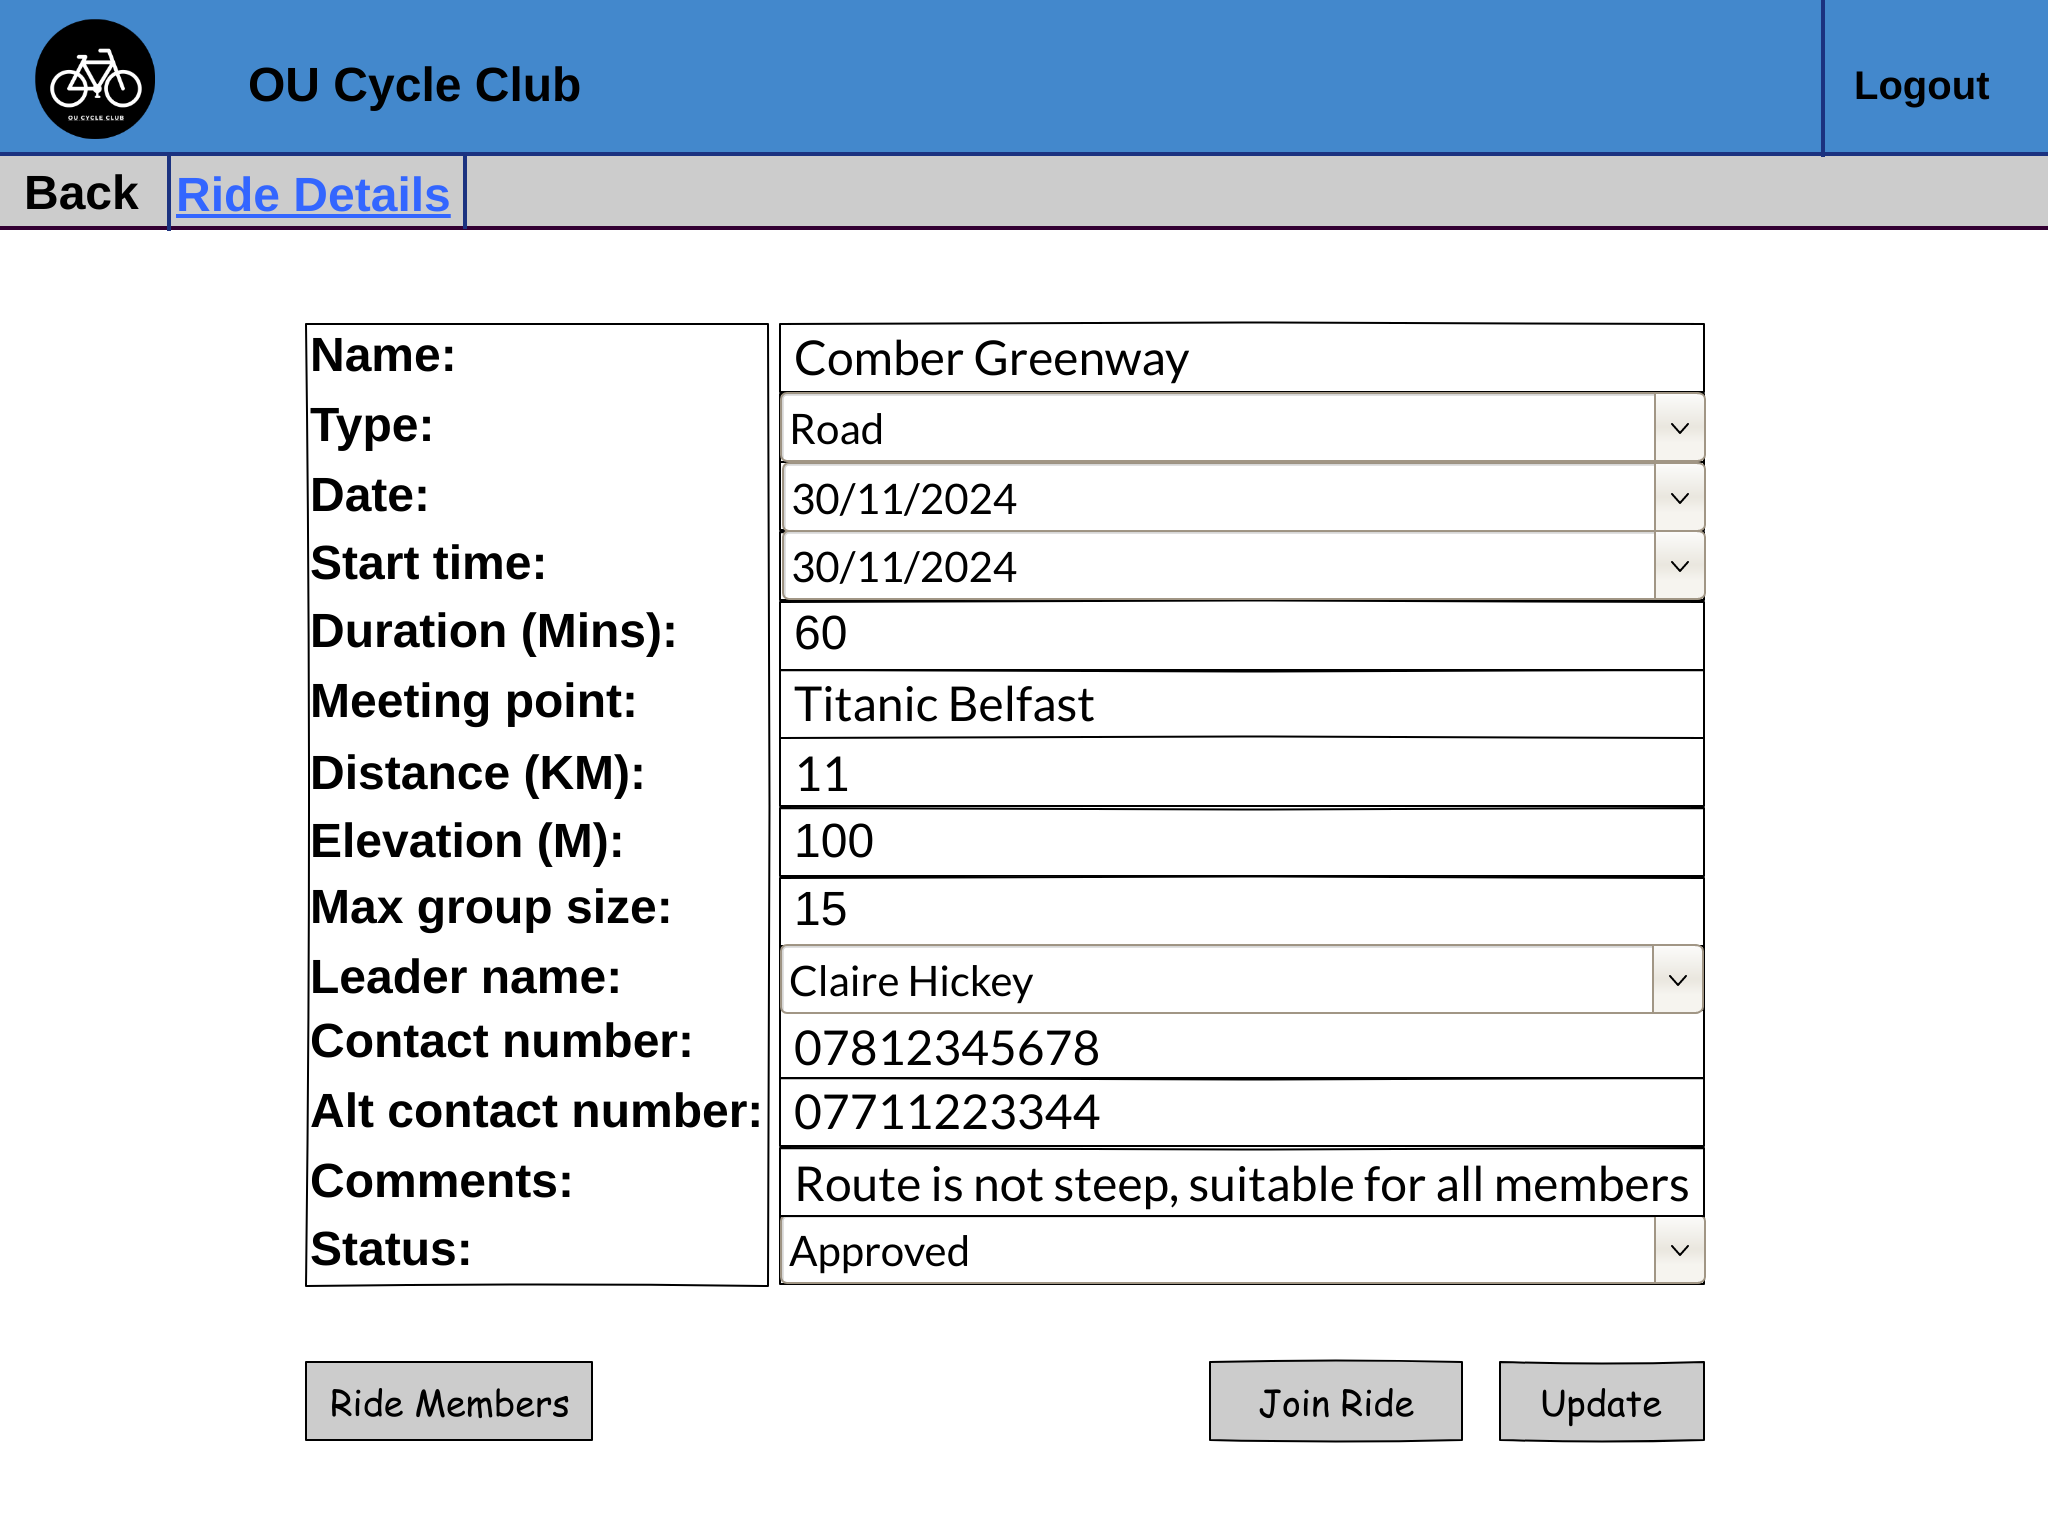 OU CYCLE CLUB
OU Cycle Club
Logout
Back
Ride Details
Name: Comber Greenway
Type: Road
Date: 30/11/2024
Start time: 30/11/2024
Duration (Mins): 60
Meeting point: Titanic Belfast
Distance (KM): 11
Elevation (M): 100
Max group size: 15
Leader name: Claire Hickey
Contact number: 07812345678
Alt contact number: 07711223344
Comments: Route is not steep, suitable for all members
Status: Approved
Ride Members
Join Ride
Update